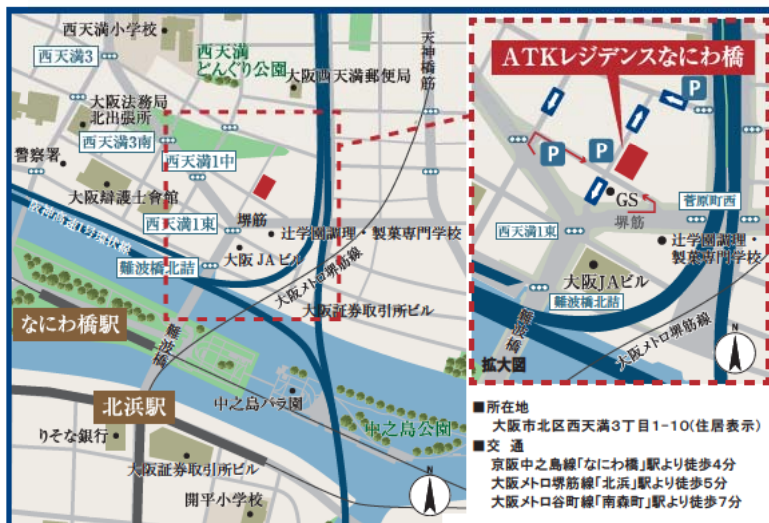 西天満小学校
西天満3
西天満
どんぐり公園
大阪西天満郵便局
天神橋筋
大阪法務局
北出張所
西天満3南
西天満1中
警察署
大阪辯護士會館
阪神高速1号環状線
西天満1東
堺筋
辻学園調理・製菓専門学校
大阪JAビル
難波橋北詰
大阪メトロ堺筋線
大阪証券取引所ビル
なにわ橋駅
難波橋
北浜駅
中之島バラ園
中之島公園
りそな銀行
大阪証券取引所ビル
開平小学校
N
ATKレジデンスなにわ橋
P
P
P
GS
菅原町西
堺筋
西天満1東
辻学園調理・
製菓専門学校
大阪JAビル
難波橋北詰
難波橋
大阪メトロ堺筋線
拡大図
N
■所在地
大阪市北区西天満3丁目1-10(住居表示)
■交 通
京阪中之島線「なにわ橋」駅より徒歩4分
大阪メトロ堺筋線「北浜」駅より徒歩5分
大阪メトロ谷町線「南森町」駅より徒歩7分